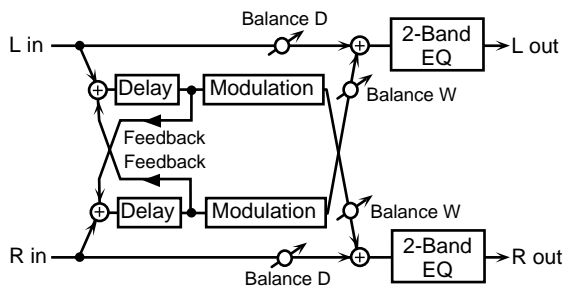 Balance D
L in
2-Band
EQ
L out
Delay
Modulation
Balance W
Feedback
Feedback
Delay
Modulation
Balance W
R in
Balance D
2-Band
EQ
R out